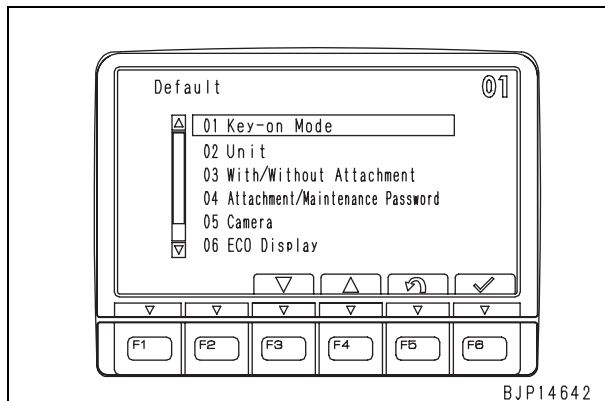 Default
01
01 Key-on Mode
02 Unit
03 With/Without Attachment
04 Attachment/Maintenance Password
05 Camera
06 ECO Display
F1 F2 F3 F4 F5 F6
BJP14642